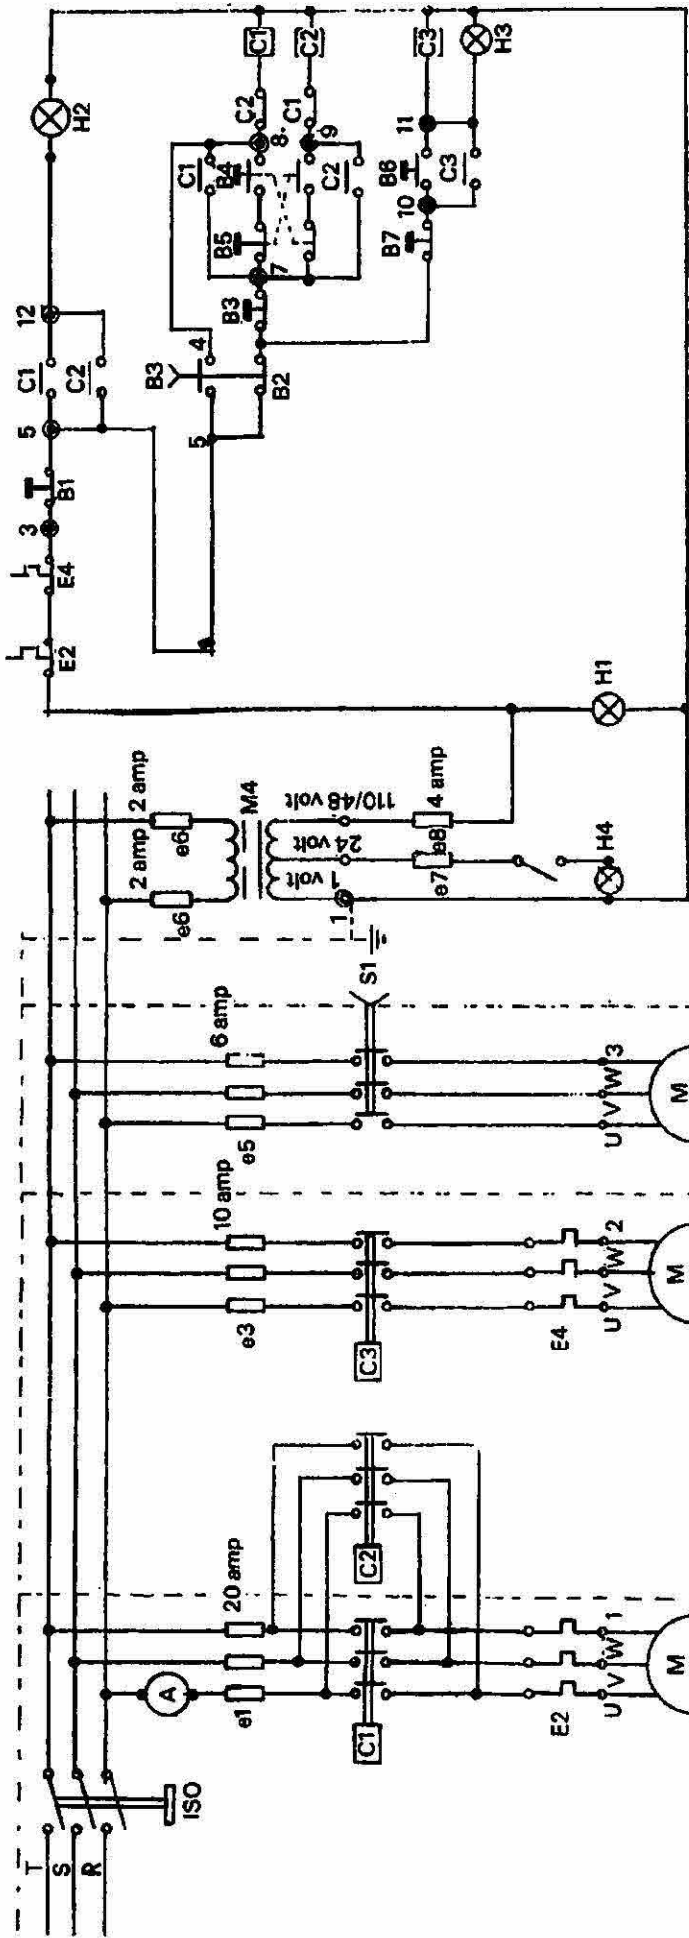 T
S
R
ISO
A
e1
20 amp
C1
C2
E2
U
V
W
1
M
e3
10 amp
C3
E4
U
V
W
2
M
e5
6 amp
S1
U
V
W
3
M
e6
2 amp
e6
2 amp
M4
1
1 volt
24 volt
110/48 volt
e7
e8
4 amp
H4
H1
E2
E4
3
B1
5
C1
C2
12
H2
5
B3
4
B2
B3
7
B5
C1
B4
8
C2
C1
9
C2
C1
C2
B7
10
B6
C3
11
C3
H3